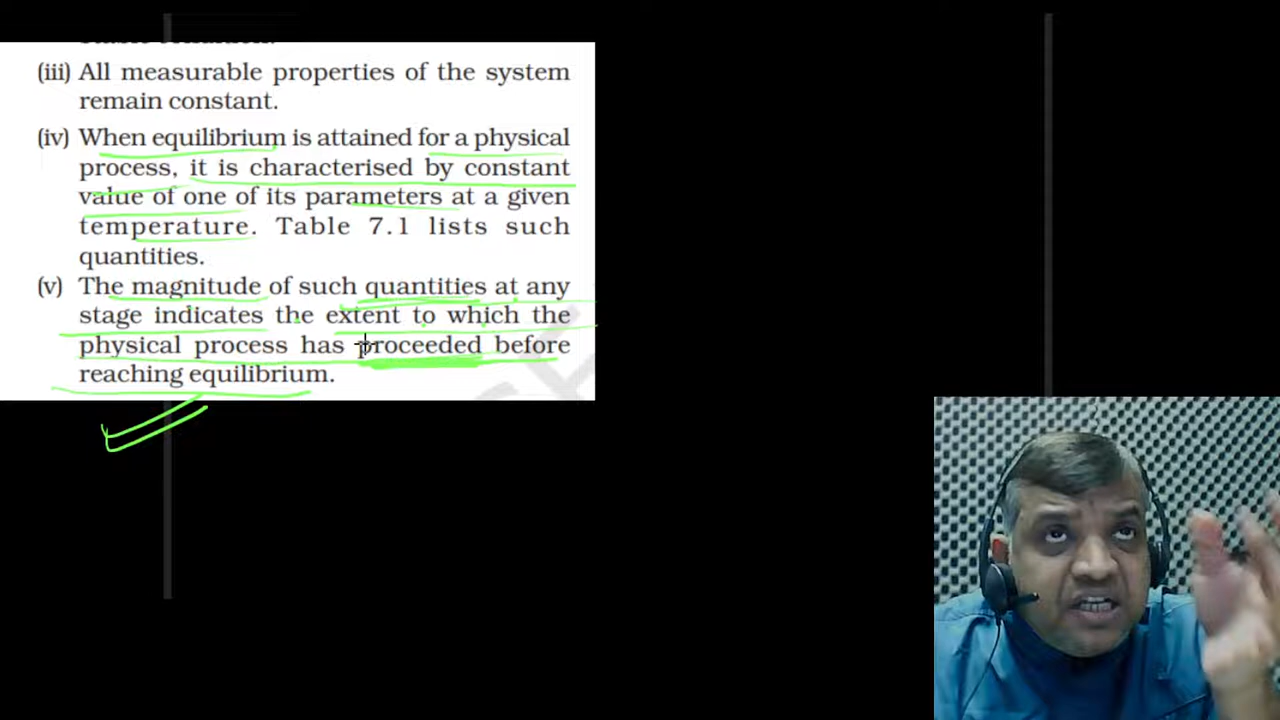 (iii) All measurable properties of the system
remain constant.
(iv) When equilibrium is attained for a physical
process, it is characterised by constant
value of one of its parameters at a given
temperature. Table 7.1 lists such
quantities.
(v) The magnitude of such quantities at any
stage indicates the extent to which the
physical process has proceeded before
reaching equilibrium.